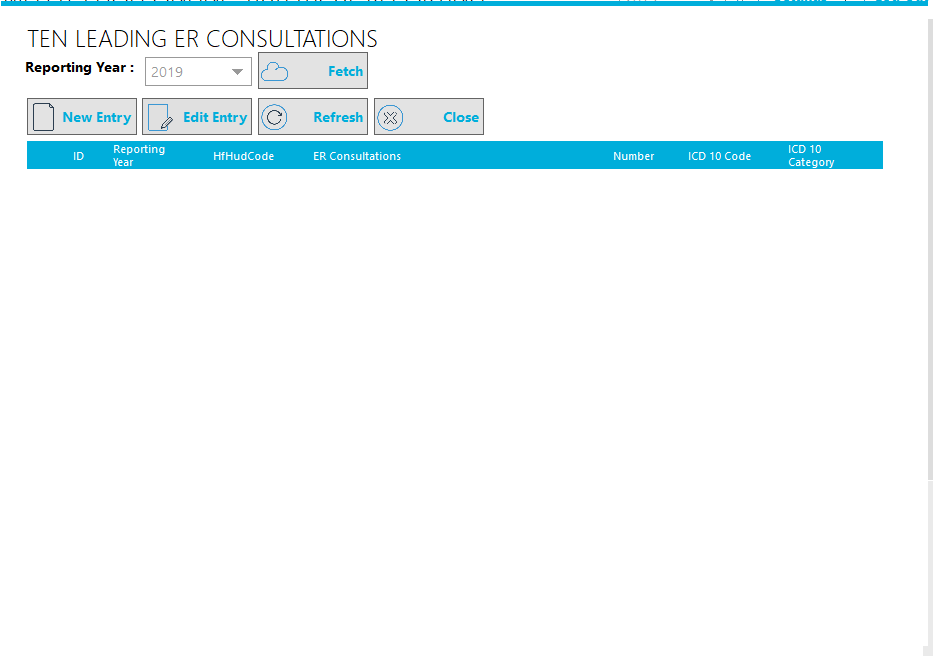 TEN LEADING ER CONSULTATIONS
Reporting Year :
2019
Fetch
New Entry
Edit Entry
Refresh
Close
ID
Reporting
Year
HfHudCode
ER Consultations
Number
ICD 10 Code
ICD 10
Category